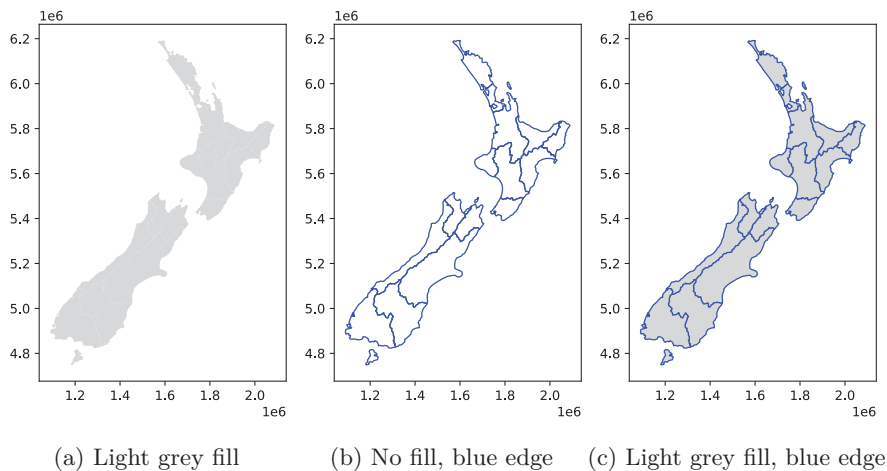 1e6 1e6 1e6
6.2 6.2 6.2
6.0 6.0 6.0
5.8 5.8 5.8
5.6 5.6 5.6
5.4 5.4 5.4
5.2 5.2 5.2
5.0 5.0 5.0
4.8 4.8 4.8
1.2 1.4 1.6 1.8 2.0 1.2 1.4 1.6 1.8 2.0 1.2 1.4 1.6 1.8 2.0
1e6 1e6 1e6
(a) Light grey fill (b) No fill, blue edge (c) Light grey fill, blue edge